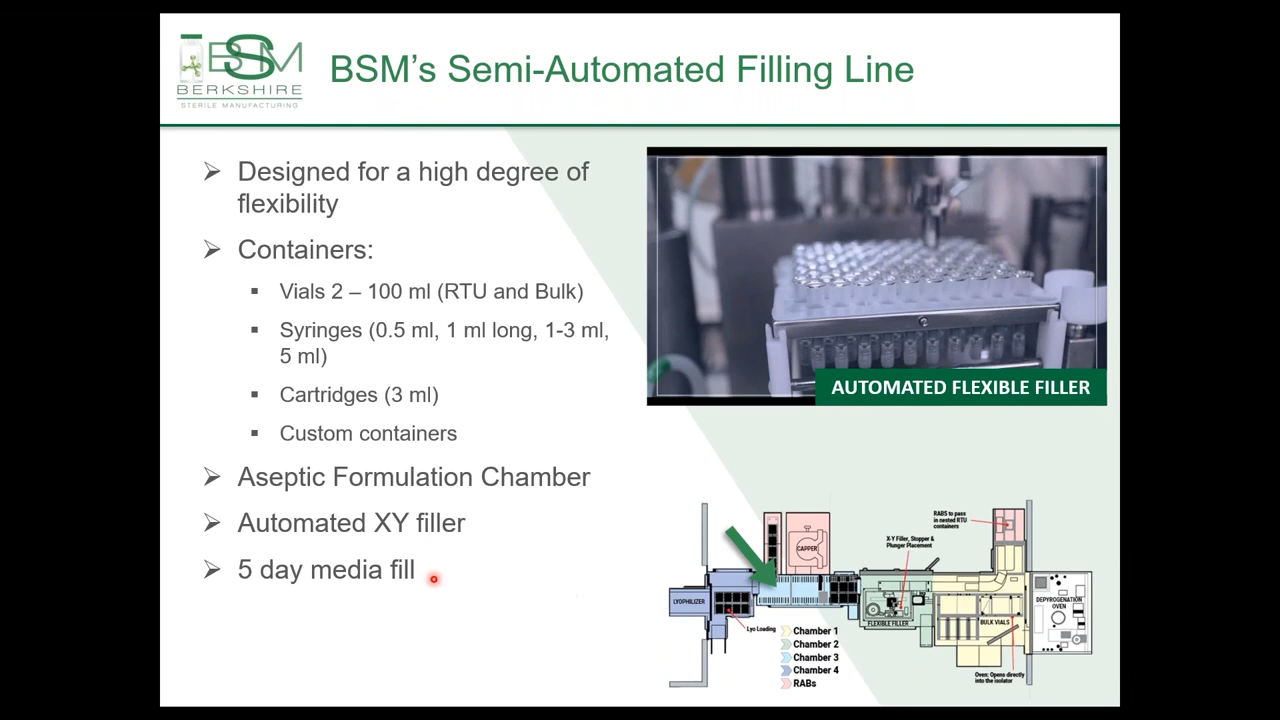 BSM
BERKSHIRE
STERILE MANUFACTURING
BSM's Semi-Automated Filling Line
Designed for a high degree of
flexibility
Containers:
Vials 2 – 100 ml (RTU and Bulk)
Syringes (0.5 ml, 1 ml long, 1-3 ml,
5 ml)
Cartridges (3 ml)
Custom containers
Aseptic Formulation Chamber
Automated XY filler
5 day media fill
AUTOMATED FLEXIBLE FILLER
RABS to pass
in nested RTU
containers
X-Y Filler, Stopper &
Plunger Placement
CAPPER
LYOPHILIZER
Lyo Loading
FLEXIBLE FILLER
BULK VIALS
DEPYROGENATION
OVEN
Oven: Opens directly
into the isolator
Chamber 1
Chamber 2
Chamber 3
Chamber 4
RABs